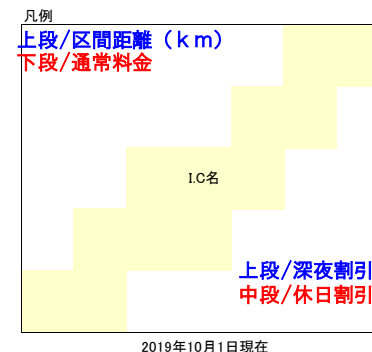 凡例
上段/区間距離（ｋｍ）
下段/通常料金
I.C名
上段/深夜割引
中段/休日割引
2019年10月1日現在